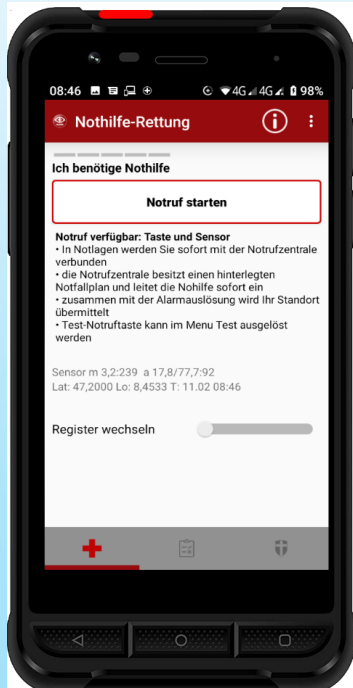 08:46 4G 4G 98%
Nothilfe-Rettung
Ich benötige Nothilfe
Notruf starten
Notruf verfügbar: Taste und Sensor
• In Notlagen werden Sie sofort mit der Notrufzentrale
verbunden
• die Notrufzentrale besitzt einen hinterlegten
Notfallplan und leitet die Nohilfe sofort ein
• zusammen mit der Alarmauslösung wird Ihr Standort
übermittelt
• Test-Notruftaste kann im Menu Test ausgelöst
werden
Sensor m 3,2:239 a 17,8/77,7:92
Lat: 47,2000 Lo: 8,4533 T: 11.02 08:46
Register wechseln